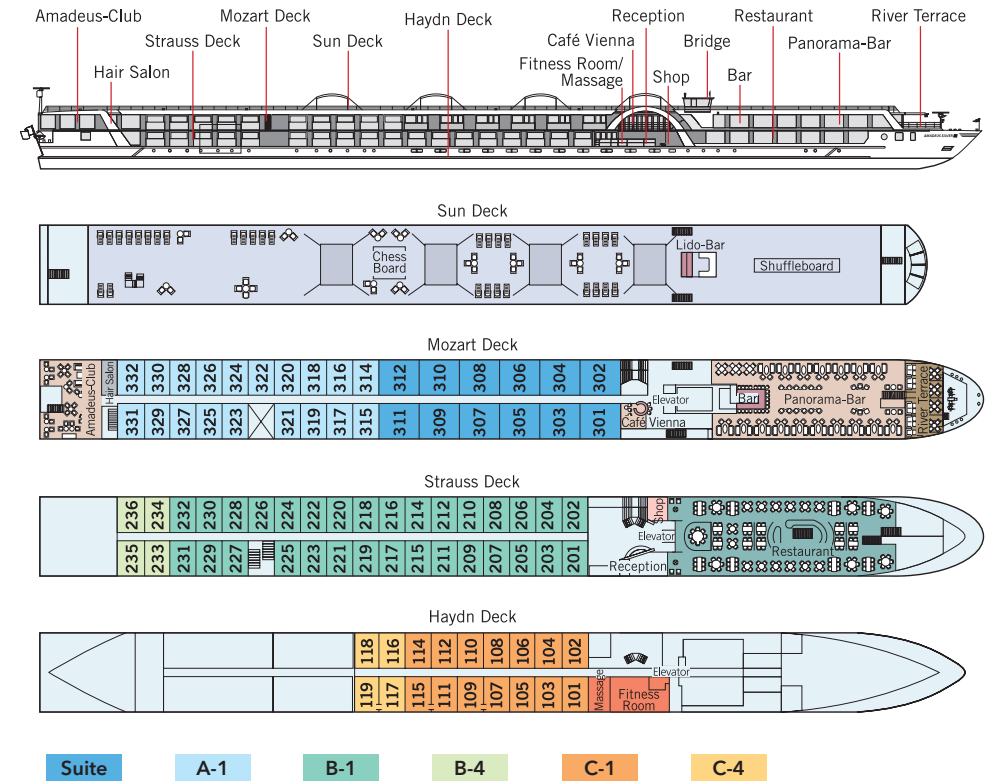 Amadeus-Club
Mozart Deck
Haydn Deck
Reception
Restaurant
River Terrace
Strauss Deck
Sun Deck
Café Vienna
Bridge
Panorama-Bar
Hair Salon
Fitness Room/
Massage
Shop
Bar
Sun Deck
Chess
Board
Lido-Bar
Shuffleboard
Mozart Deck
Amadeus-Club
Hair Salon
332 330 328 326 324 322 320 318 316 314 312 310 308 306 304 302
331 329 327 325 323 321 319 317 315 311 309 307 305 303 301
Elevator
Café Vienna
Bar
Panorama-Bar
River Terrace
Strauss Deck
236 234 232 230 228 226 224 222 220 218 216 214 212 210 208 206 204 202
235 233 231 229 227 225 223 221 219 217 215 211 209 207 205 203 201
Shop
Elevator
Reception
Restaurant
Haydn Deck
118 116 114 112 110 108 106 104 102
119 117 115 111 109 107 105 103 101
Massage
Fitness
Room
Elevator
Suite A-1 B-1 B-4 C-1 C-4